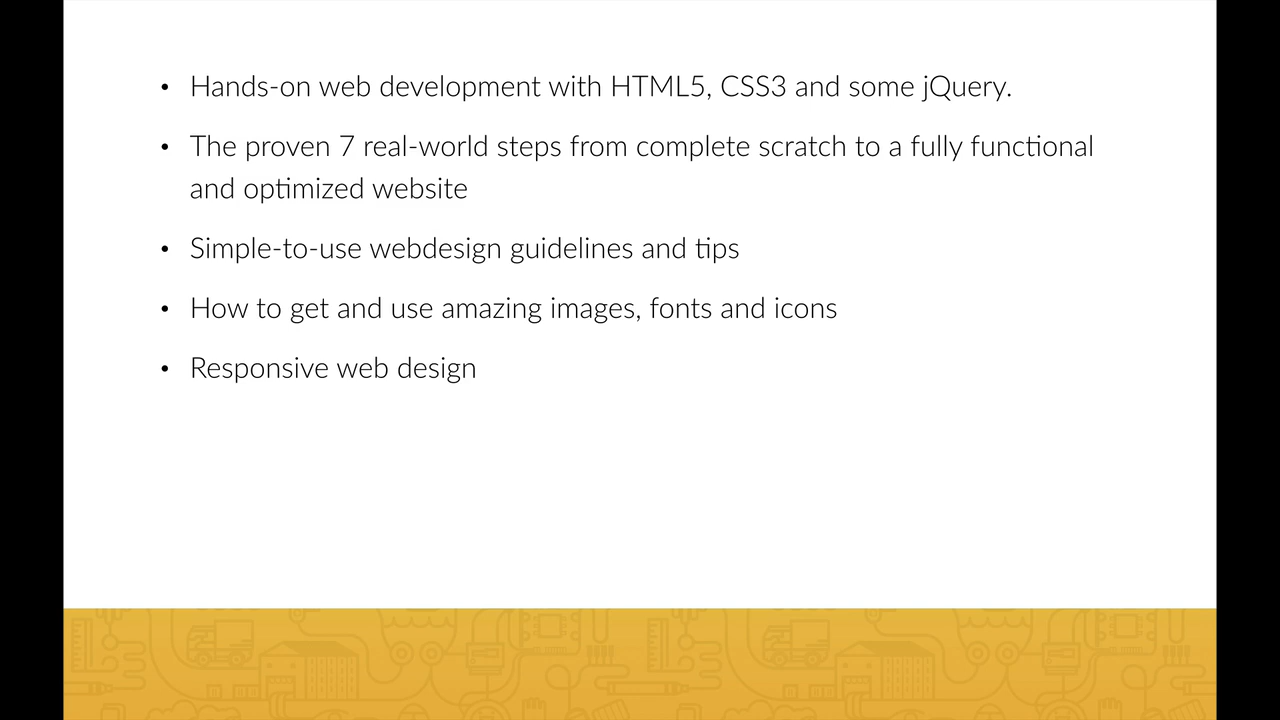 • Hands-on web development with HTML5, CSS3 and some jQuery.
• The proven 7 real-world steps from complete scratch to a fully functional
and optimized website
• Simple-to-use webdesign guidelines and tips
• How to get and use amazing images, fonts and icons
• Responsive web design